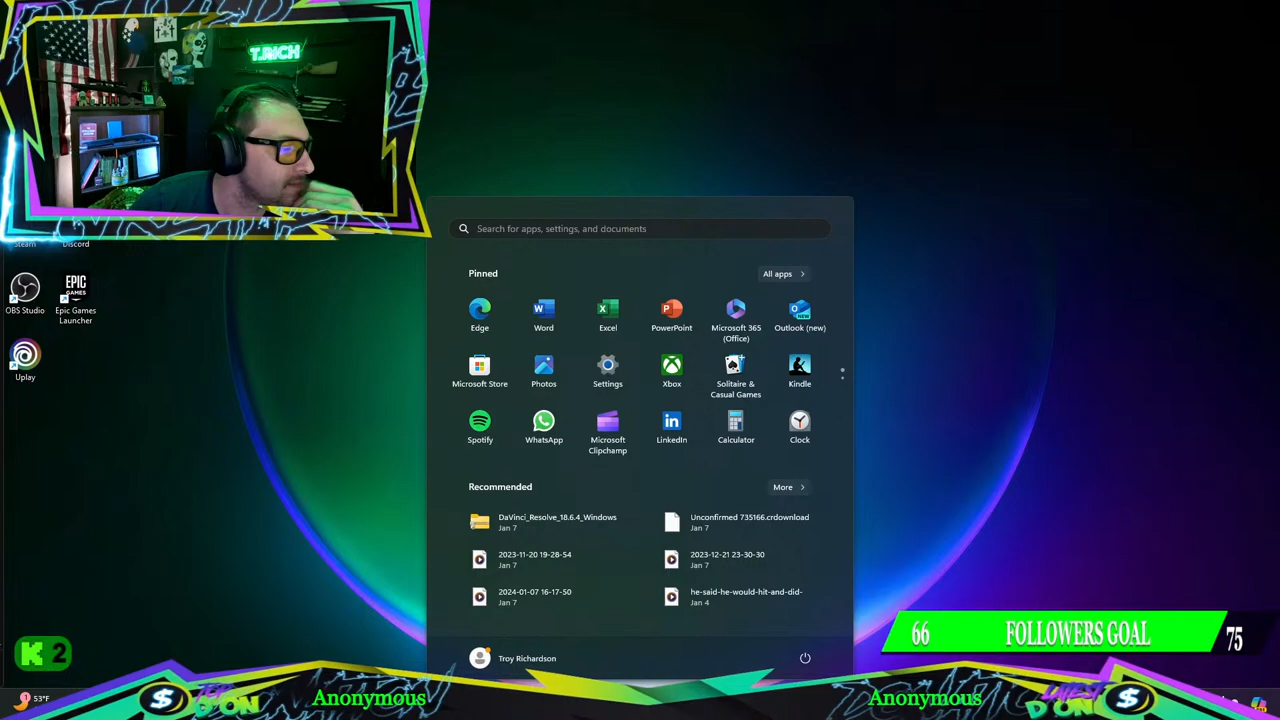 T.RICH
Steam
Discord
OBS Studio
EPIC
GAMES
Epic Games
Launcher
Uplay
Search for apps, settings, and documents
Pinned
All apps
Edge
Word
Excel
PowerPoint
Microsoft 365
(Office)
NEW
Outlook (new)
Microsoft Store
Photos
Settings
Xbox
Solitaire &
Casual Games
Kindle
Spotify
WhatsApp
Microsoft
Clipchamp
LinkedIn
Calculator
Clock
Recommended
More
DaVinci_Resolve_18.6.4_Windows
Jan 7
Unconfirmed 735166.crdownload
Jan 7
2023-11-20 19-28-54
Jan 7
2023-12-21 23-30-30
Jan 7
2024-01-07 16-17-50
Jan 7
he-said-he-would-hit-and-did-
Jan 4
Troy Richardson
K 2
66 FOLLOWERS GOAL 75
53°F
$
Anonymous
Anonymous
$